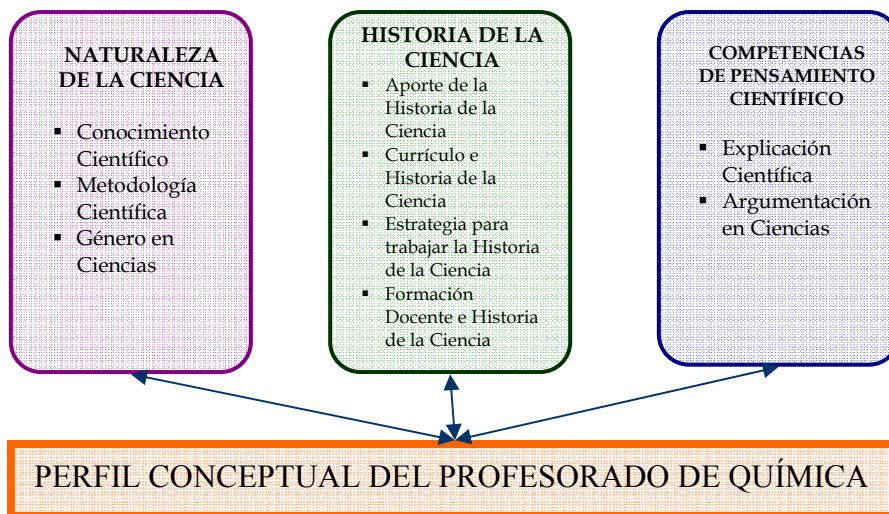 NATURALEZA
DE LA CIENCIA
▪ Conocimiento
Científico
▪ Metodología
Científica
▪ Género en
Ciencias
HISTORIA DE LA
CIENCIA
▪ Aporte de la
Historia de la
Ciencia
▪ Currículo e
Historia de la
Ciencia
▪ Estrategia para
trabajar la Historia
de la Ciencia
▪ Formación
Docente e Historia
de la Ciencia
COMPETENCIAS
DE PENSAMIENTO
CIENTÍFICO
▪ Explicación
Científica
▪ Argumentación
en Ciencias
PERFIL CONCEPTUAL DEL PROFESORADO DE QUÍMICA